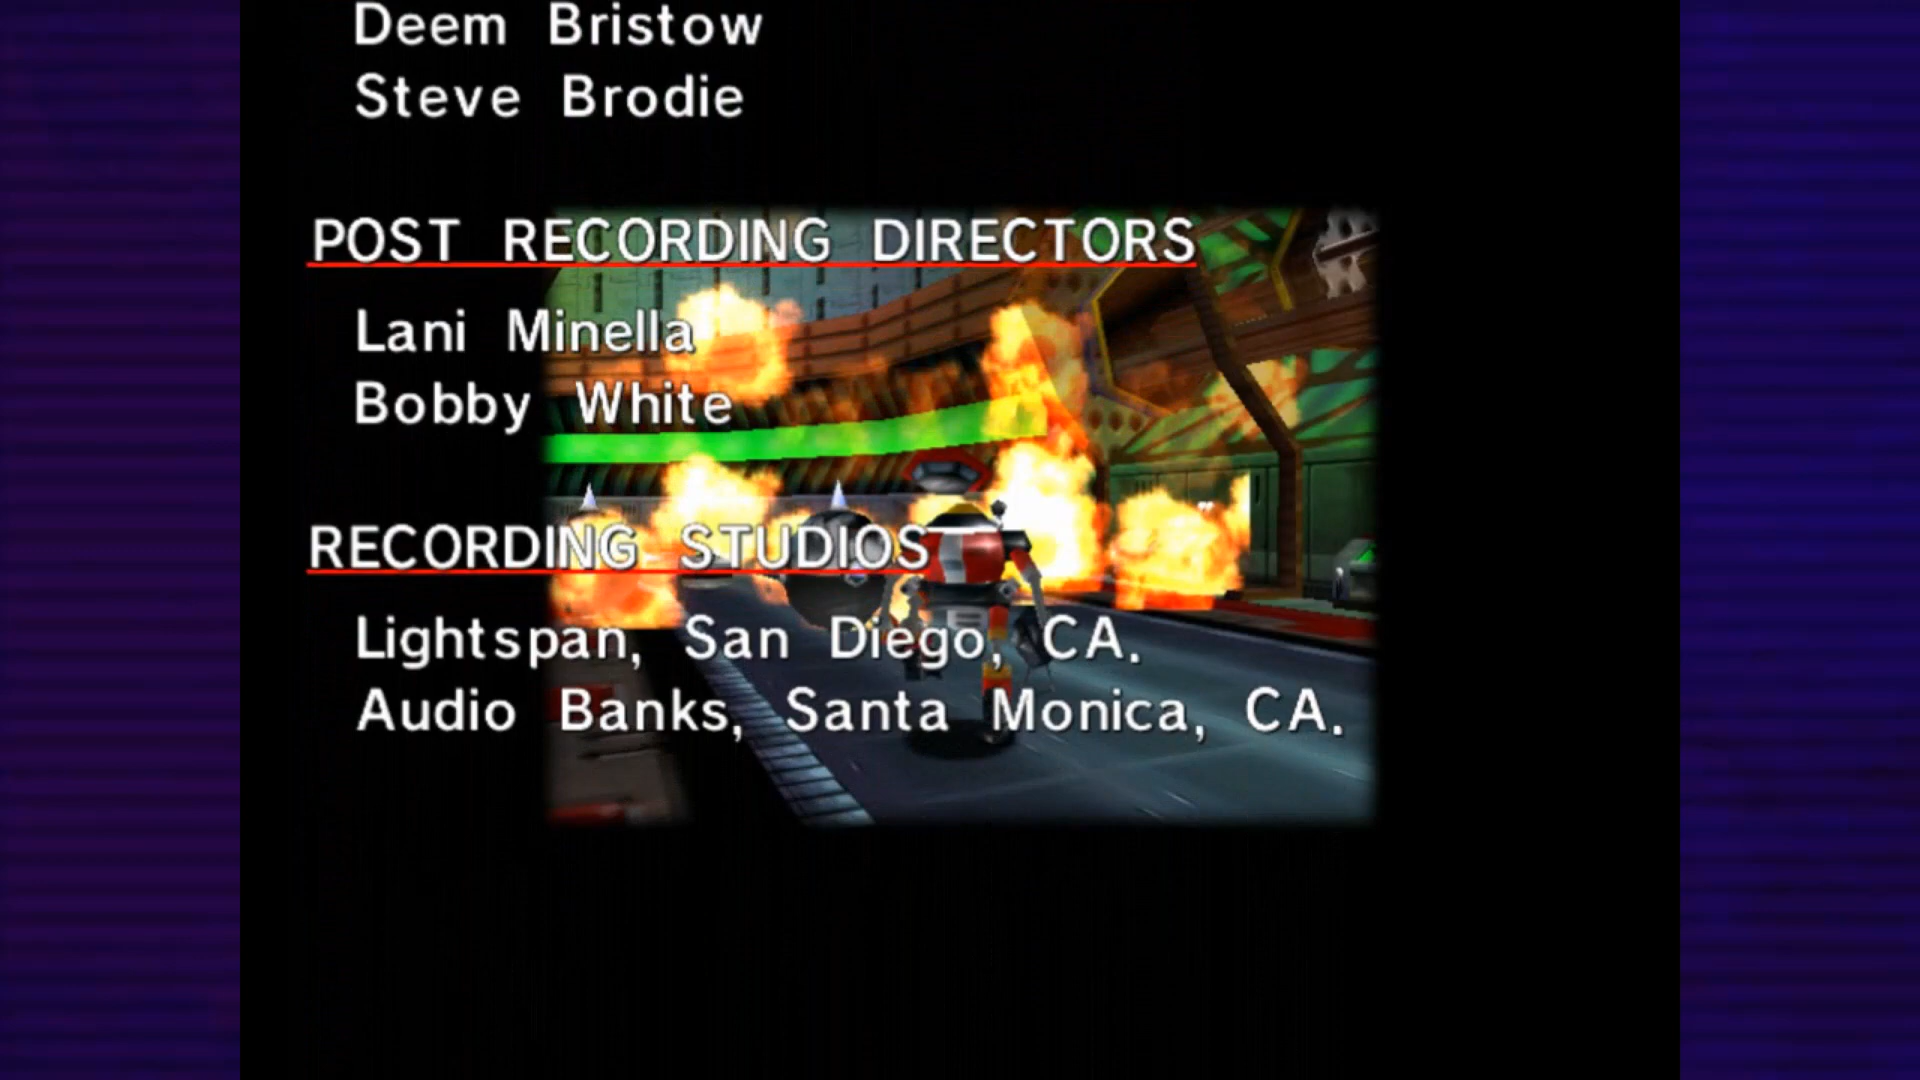 Deem Bristow
Steve Brodie
POST RECORDING DIRECTORS
Lani Minella
Bobby White
RECORDING STUDIOS
Lightspan, San Diego, CA.
Audio Banks, Santa Monica, CA.